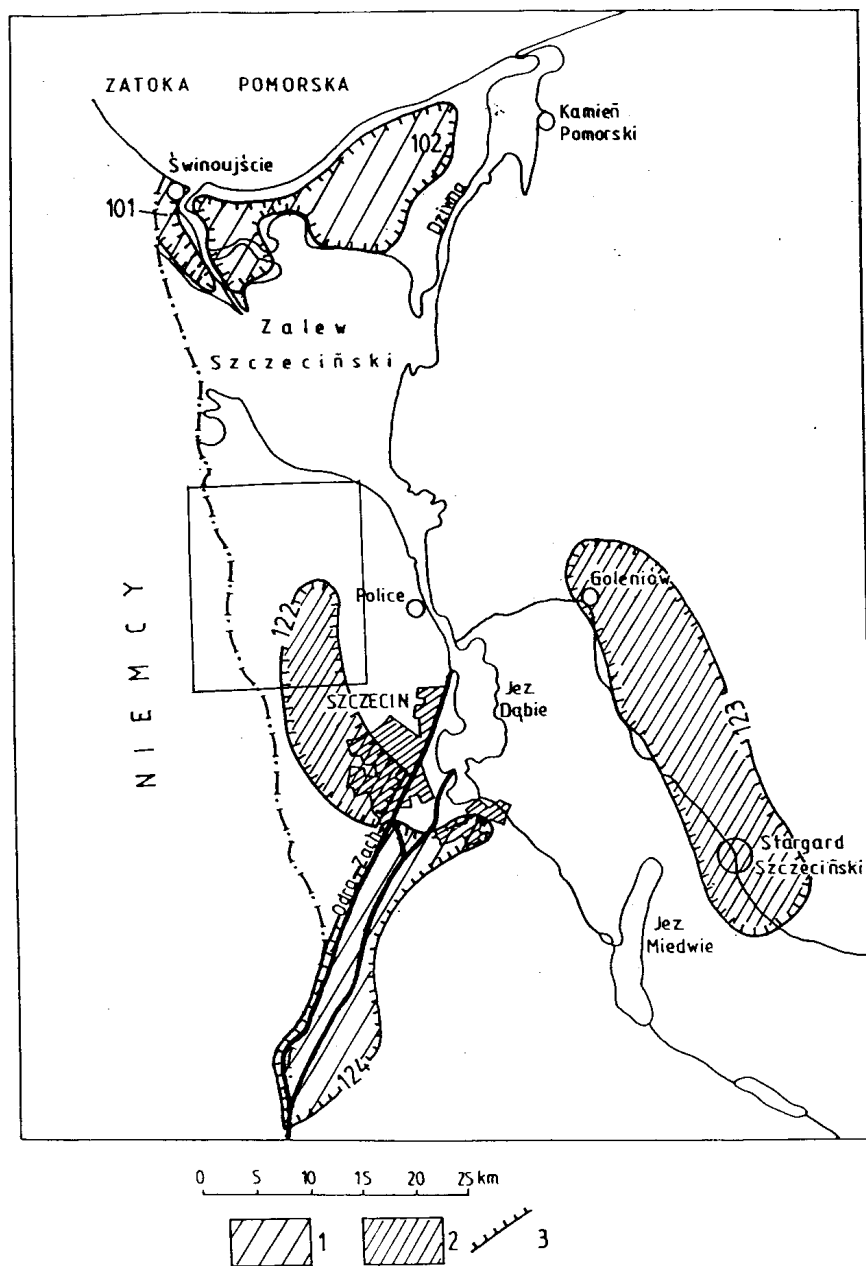 ZATOKA POMORSKA
Kamień
Pomorski
102
Świnoujście
101
Dziwna
Zalew
Szczeciński
NIEMCY
122
Police
Goleniów
SZCZECIN
Jez
Dąbie
123
Odra Zach.
Stargard
Szczeciński
Jez
Miedwie
124
0 5 10 15 20 25 km
1 2 3